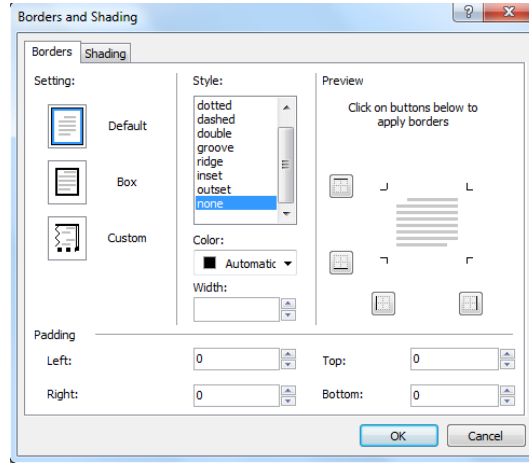 Borders and Shading
?
Borders Shading
Setting:
Default
Box
Custom
Style:
dotted
dashed
double
groove
ridge
inset
outset
none
Color:
Automatic
Width:
Preview
Click on buttons below to
apply borders
Padding
Left: 0 Top: 0
Right: 0 Bottom: 0
OK Cancel